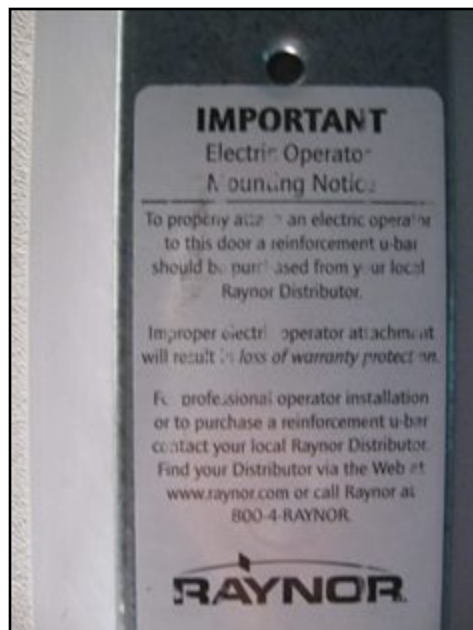 IMPORTANT
Electric Operator
Mounting Notice
To properly attach an electric operator
to this door a reinforcement u-bar
should be purchased from your local
Raynor Distributor.
Improper electric operator attachment
will result in loss of warranty protection.
For professional operator installation
or to purchase a reinforcement u-bar
contact your local Raynor Distributor.
Find your Distributor via the Web at
www.raynor.com or call Raynor at
800-4-RAYNOR
RAYNOR